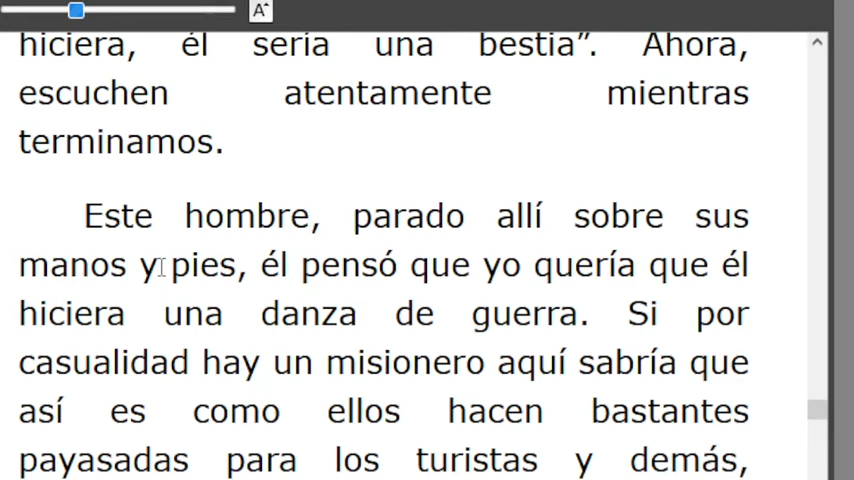 A
hiciera, él sería una bestia”. Ahora,
escuchen atentamente mientras
terminamos.
Este hombre, parado allí sobre sus
manos y pies, él pensó que yo quería que él
hiciera una danza de guerra. Si por
casualidad hay un misionero aquí sabría que
así es como ellos hacen bastantes
payasadas para los turistas y demás,